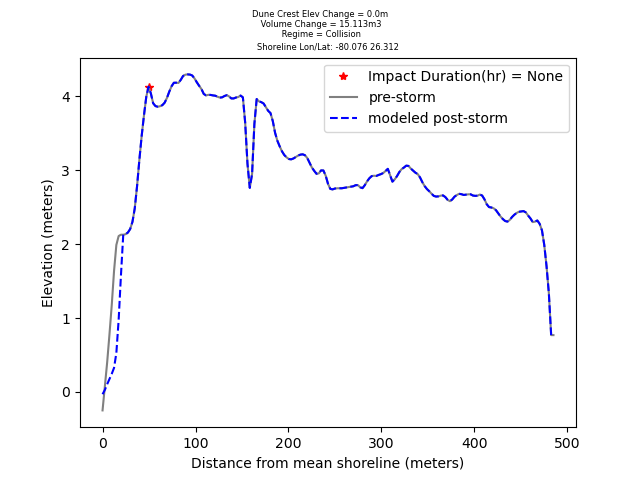 Dune Crest Elev Change = 0.0m
Volume Change = 15.113m3
Regime = Collision
Shoreline Lon/Lat: -80.076 26.312
Impact Duration(hr) = None
pre-storm
modeled post-storm
Elevation (meters)
4
3
2
1
0
0 100 200 300 400 500
Distance from mean shoreline (meters)